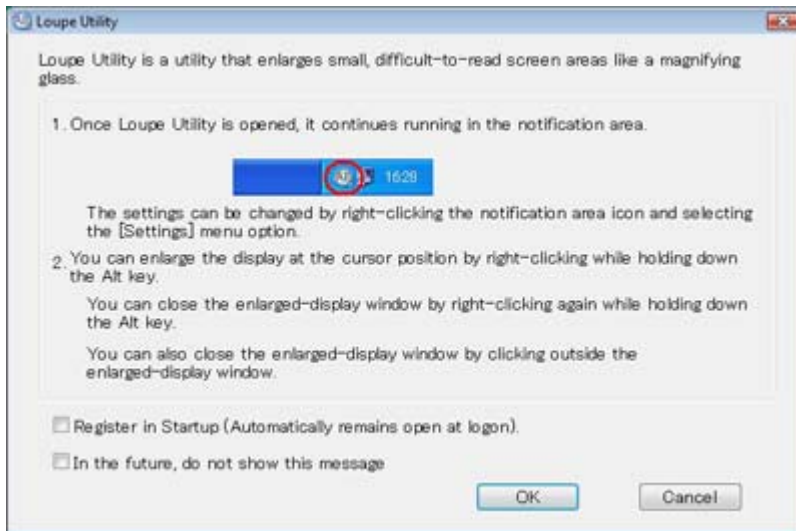 Loupe Utility
Loupe Utility is a utility that enlarges small, difficult-to-read screen areas like a magnifying
glass.
1. Once Loupe Utility is opened, it continues running in the notification area.
16:29
The settings can be changed by right-clicking the notification area icon and selecting
the [Settings] menu option.
2. You can enlarge the display at the cursor position by right-clicking while holding down
the Alt key.
You can close the enlarged-display window by right-clicking again while holding down
the Alt key.
You can also close the enlarged-display window by clicking outside the
enlarged-display window.
Register in Startup (Automatically remains open at logon).
In the future, do not show this message
OK Cancel